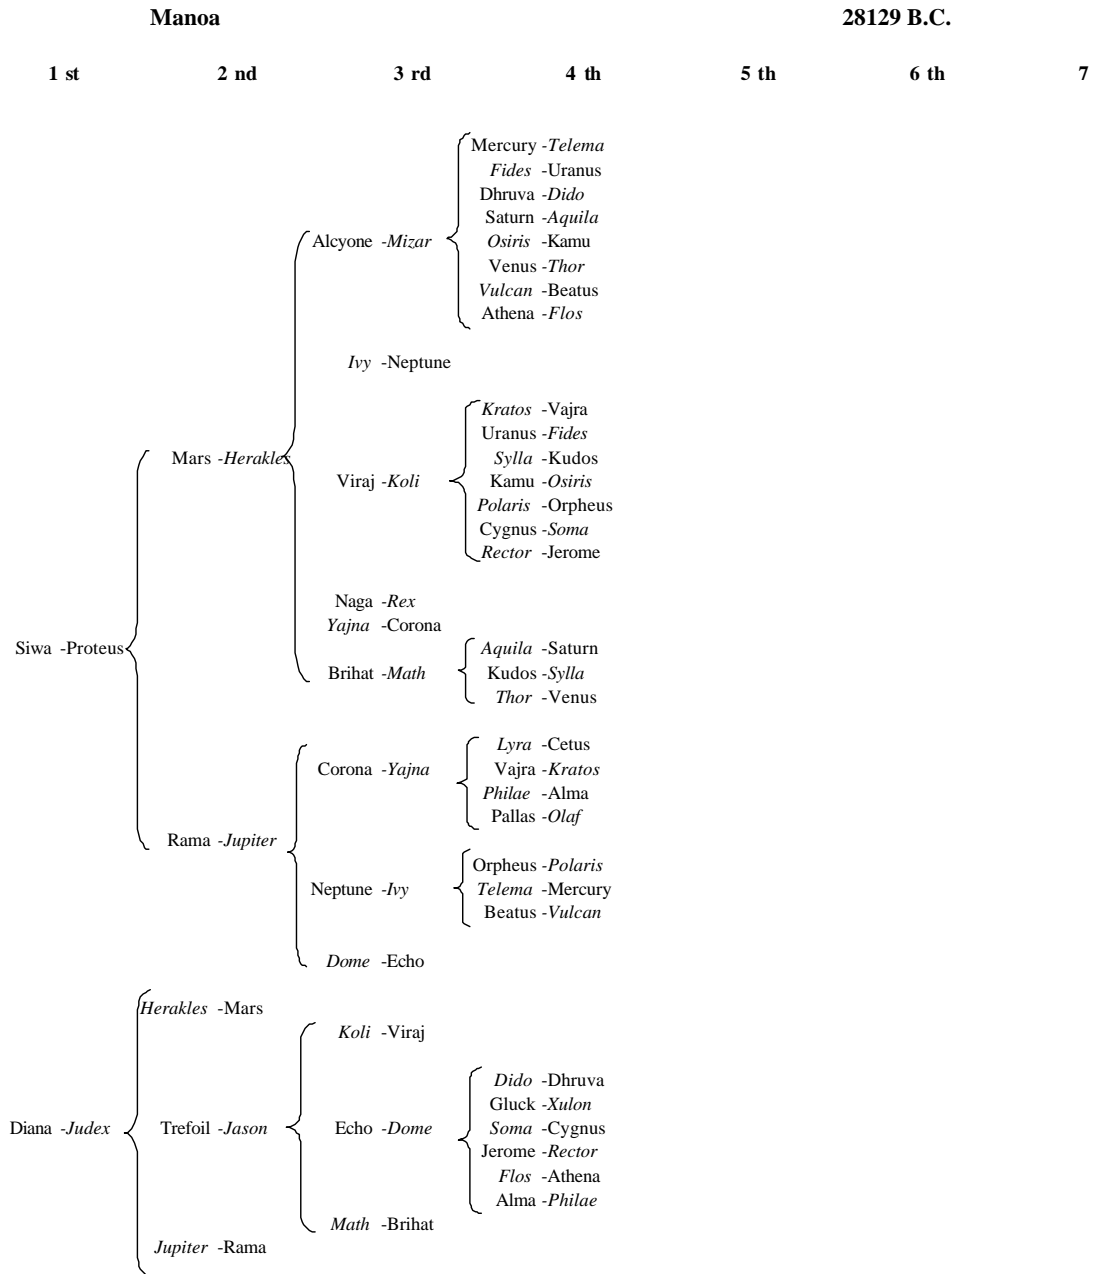 Manoa 28129 B.C.
1 st 2 nd 3 rd 4 th 5 th 6 th 7
Mercury -Telema
Fides -Uranus
Dhruva -Dido
Saturn -Aquila
Alcyone -Mizar
Osiris -Kamu
Venus -Thor
Vulcan -Beatus
Athena -Flos
Ivy -Neptune
Kratos -Vajra
Uranus -Fides
Mars -Herakles
Sylla -Kudos
Viraj -Koli
Kamu -Osiris
Polaris -Orpheus
Cygnus -Soma
Rector -Jerome
Naga -Rex
Yajna -Corona
Siwa -Proteus
Aquila -Saturn
Brihat -Math
Kudos -Sylla
Thor -Venus
Lyra -Cetus
Corona -Yajna
Vajra -Kratos
Philae -Alma
Pallas -Olaf
Rama -Jupiter
Orpheus -Polaris
Neptune -Ivy
Telema -Mercury
Beatus -Vulcan
Dome -Echo
Herakles -Mars
Koli -Viraj
Dido -Dhruva
Gluck -Xulon
Diana -Judex
Trefoil -Jason
Echo -Dome
Soma -Cygnus
Jerome -Rector
Flos -Athena
Alma -Philae
Math -Brihat
Jupiter -Rama